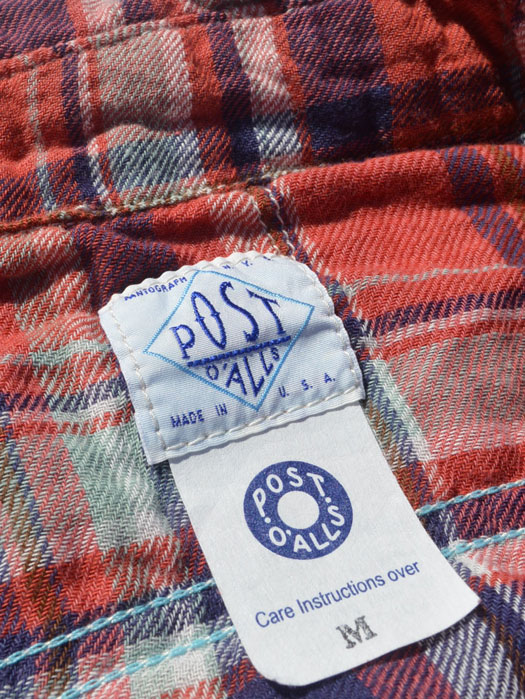 POST
O'ALLS
MADE IN U.S.A.
POST
O'ALLS
Care Instructions over
M